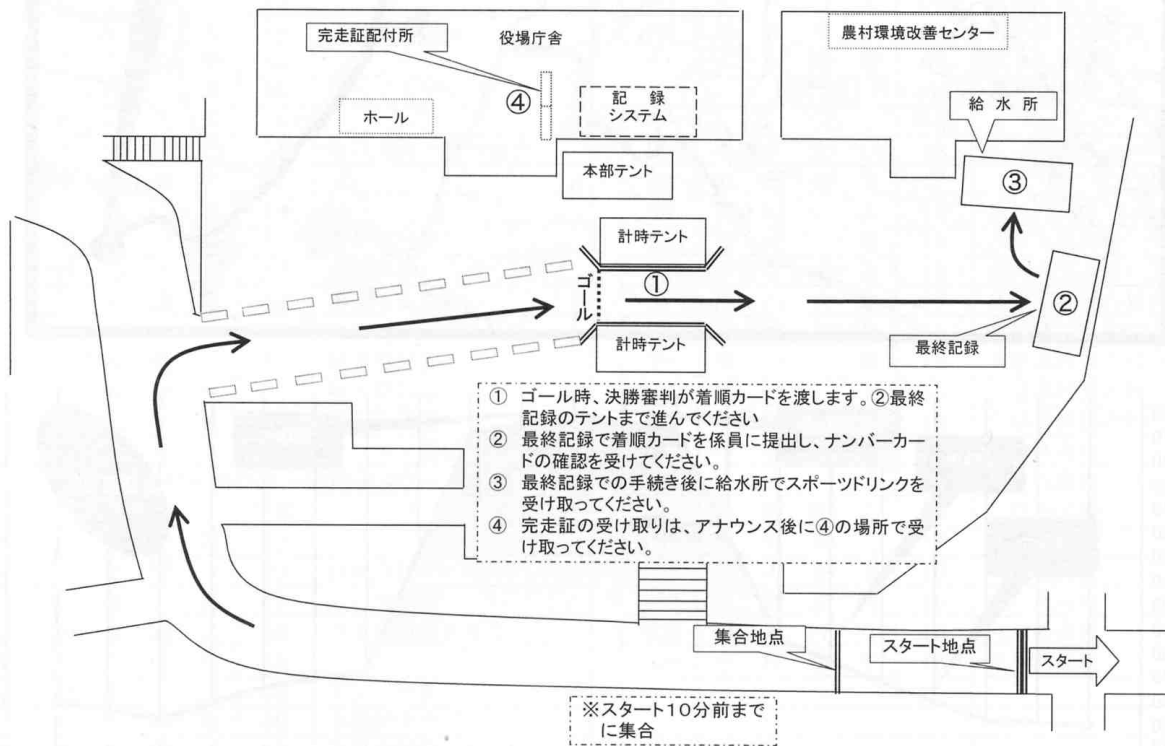 完走証配付所
役場庁舎
農村環境改善センター
④
記録
システム
ホール
給水所
本部テント
③
計時テント
①
ゴール
②
計時テント
最終記録
① ゴール時、決勝審判が着順カードを渡します。②最終
記録のテントまで進んでください
② 最終記録で着順カードを係員に提出し、ナンバーカー
ドの確認を受けてください。
③ 最終記録での手続き後に給水所でスポーツドリンクを
受け取ってください。
④ 完走証の受け取りは、アナウンス後に④の場所で受
け取ってください。
集合地点
スタート地点
スタート
※スタート10分前まで
に集合